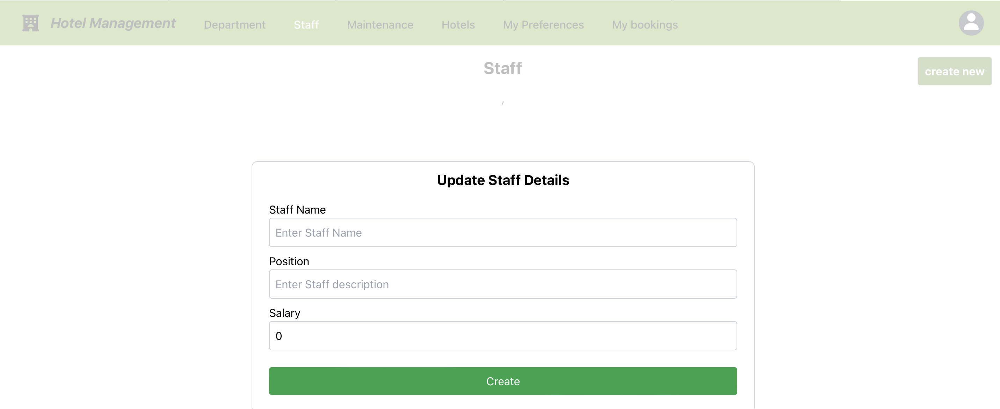 Hotel Management Department Staff Maintenance Hotels My Preferences My bookings
Staff
create new
,
Update Staff Details
Staff Name
Enter Staff Name
Position
Enter Staff description
Salary
0
Create